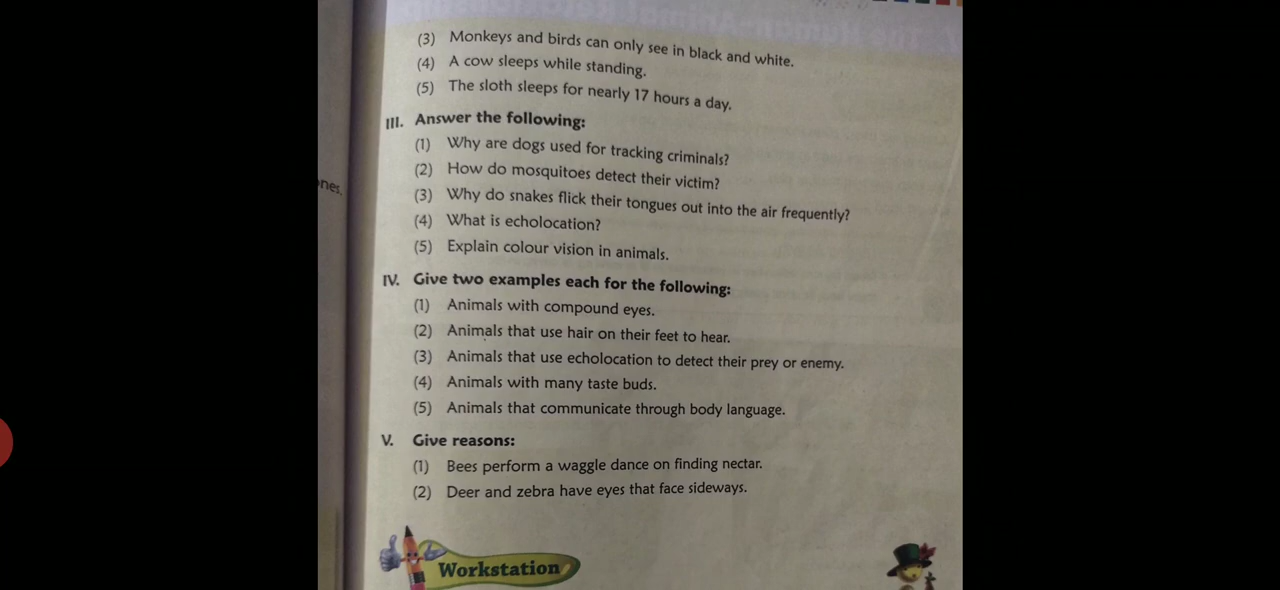 (3) Monkeys and birds can only see in black and white.
(4) A cow sleeps while standing.
(5) The sloth sleeps for nearly 17 hours a day.
III. Answer the following:
(1) Why are dogs used for tracking criminals?
(2) How do mosquitoes detect their victim?
(3) Why do snakes flick their tongues out into the air frequently?
(4) What is echolocation?
(5) Explain colour vision in animals.
IV. Give two examples each for the following:
(1) Animals with compound eyes.
(2) Animals that use hair on their feet to hear.
(3) Animals that use echolocation to detect their prey or enemy.
(4) Animals with many taste buds.
(5) Animals that communicate through body language.
V. Give reasons:
(1) Bees perform a waggle dance on finding nectar.
(2) Deer and zebra have eyes that face sideways.
Workstation